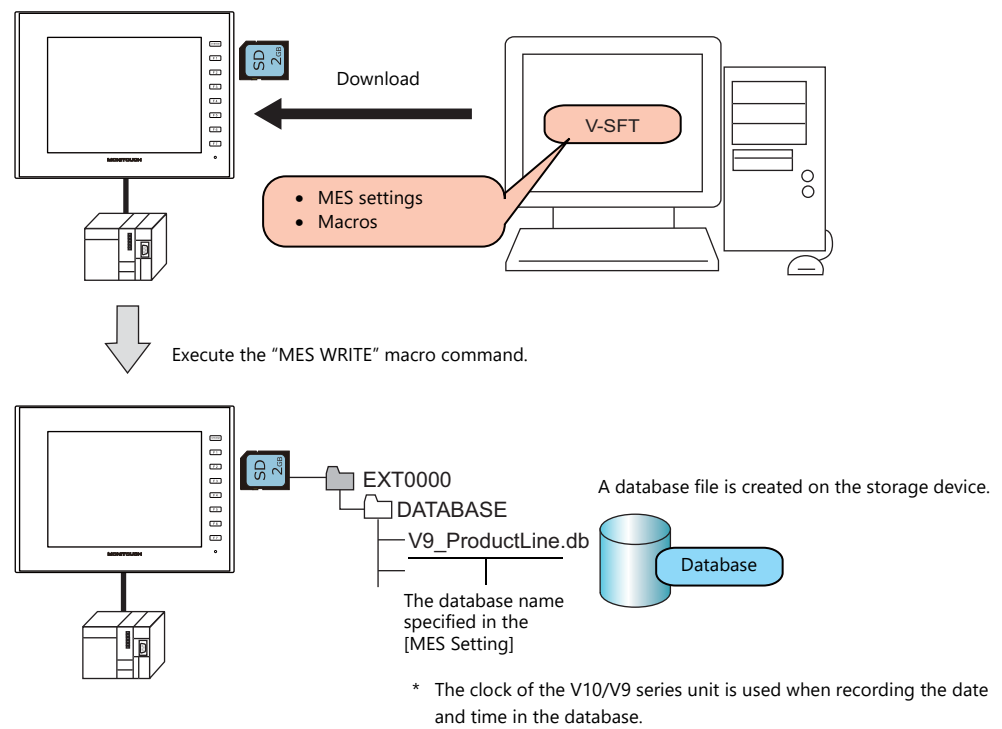 SD
2GB
Download
V-SFT
MONITOUCH
• MES settings
• Macros
Execute the “MES WRITE” macro command.
SD
2GB
EXT0000
A database file is created on the storage device.
DATABASE
V9_ProductLine.db
Database
MONITOUCH
The database name
specified in the
[MES Setting]
* The clock of the V10/V9 series unit is used when recording the date
and time in the database.